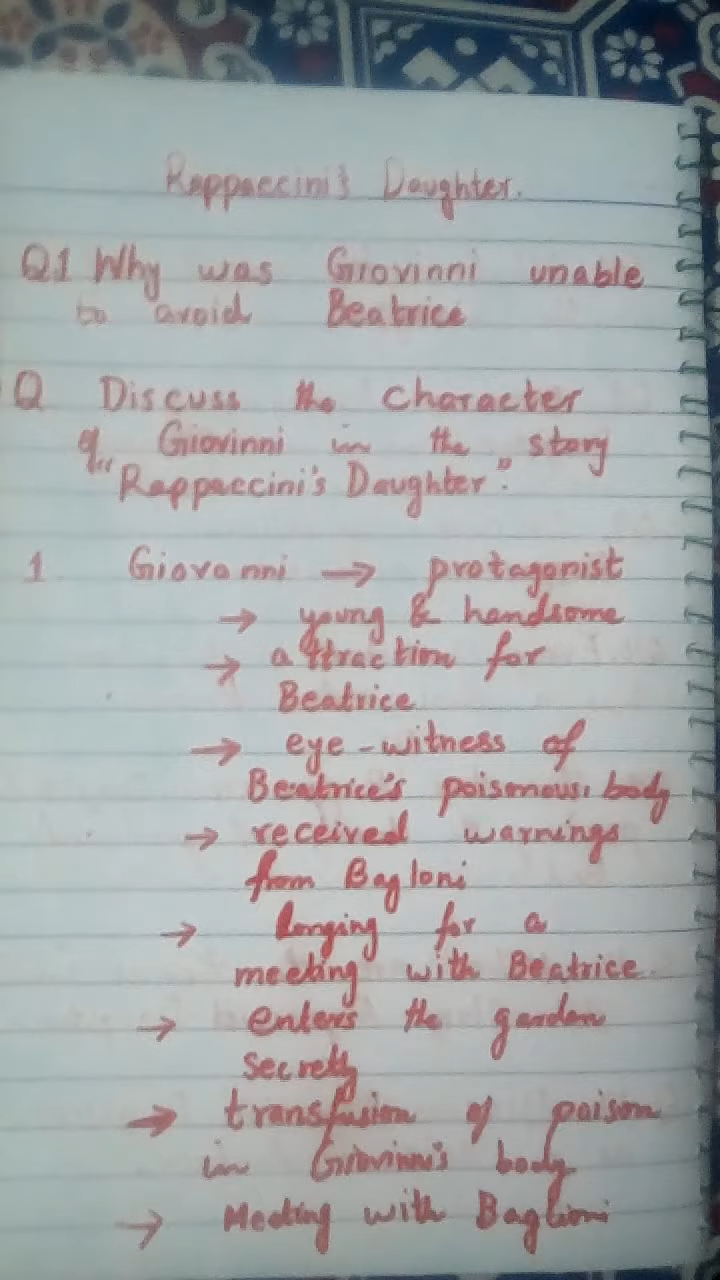 Rappaccini's Daughter.
Q1 Why was Giovinni unable
to avoid Beatrice
Q Discuss the character
of Giovinni in the story
"Rappaccini's Daughter".
1. Giovanni → protagonist
→ young & handsome
→ attraction for
Beatrice
→ eye-witness of
Beatrice's poisonous body
→ received warnings
from Bagloni
→ longing for a
meeting with Beatrice.
→ enters the garden
secretly
→ transfusion of poison
in Giovinni's body
→ Meeting with Baglioni